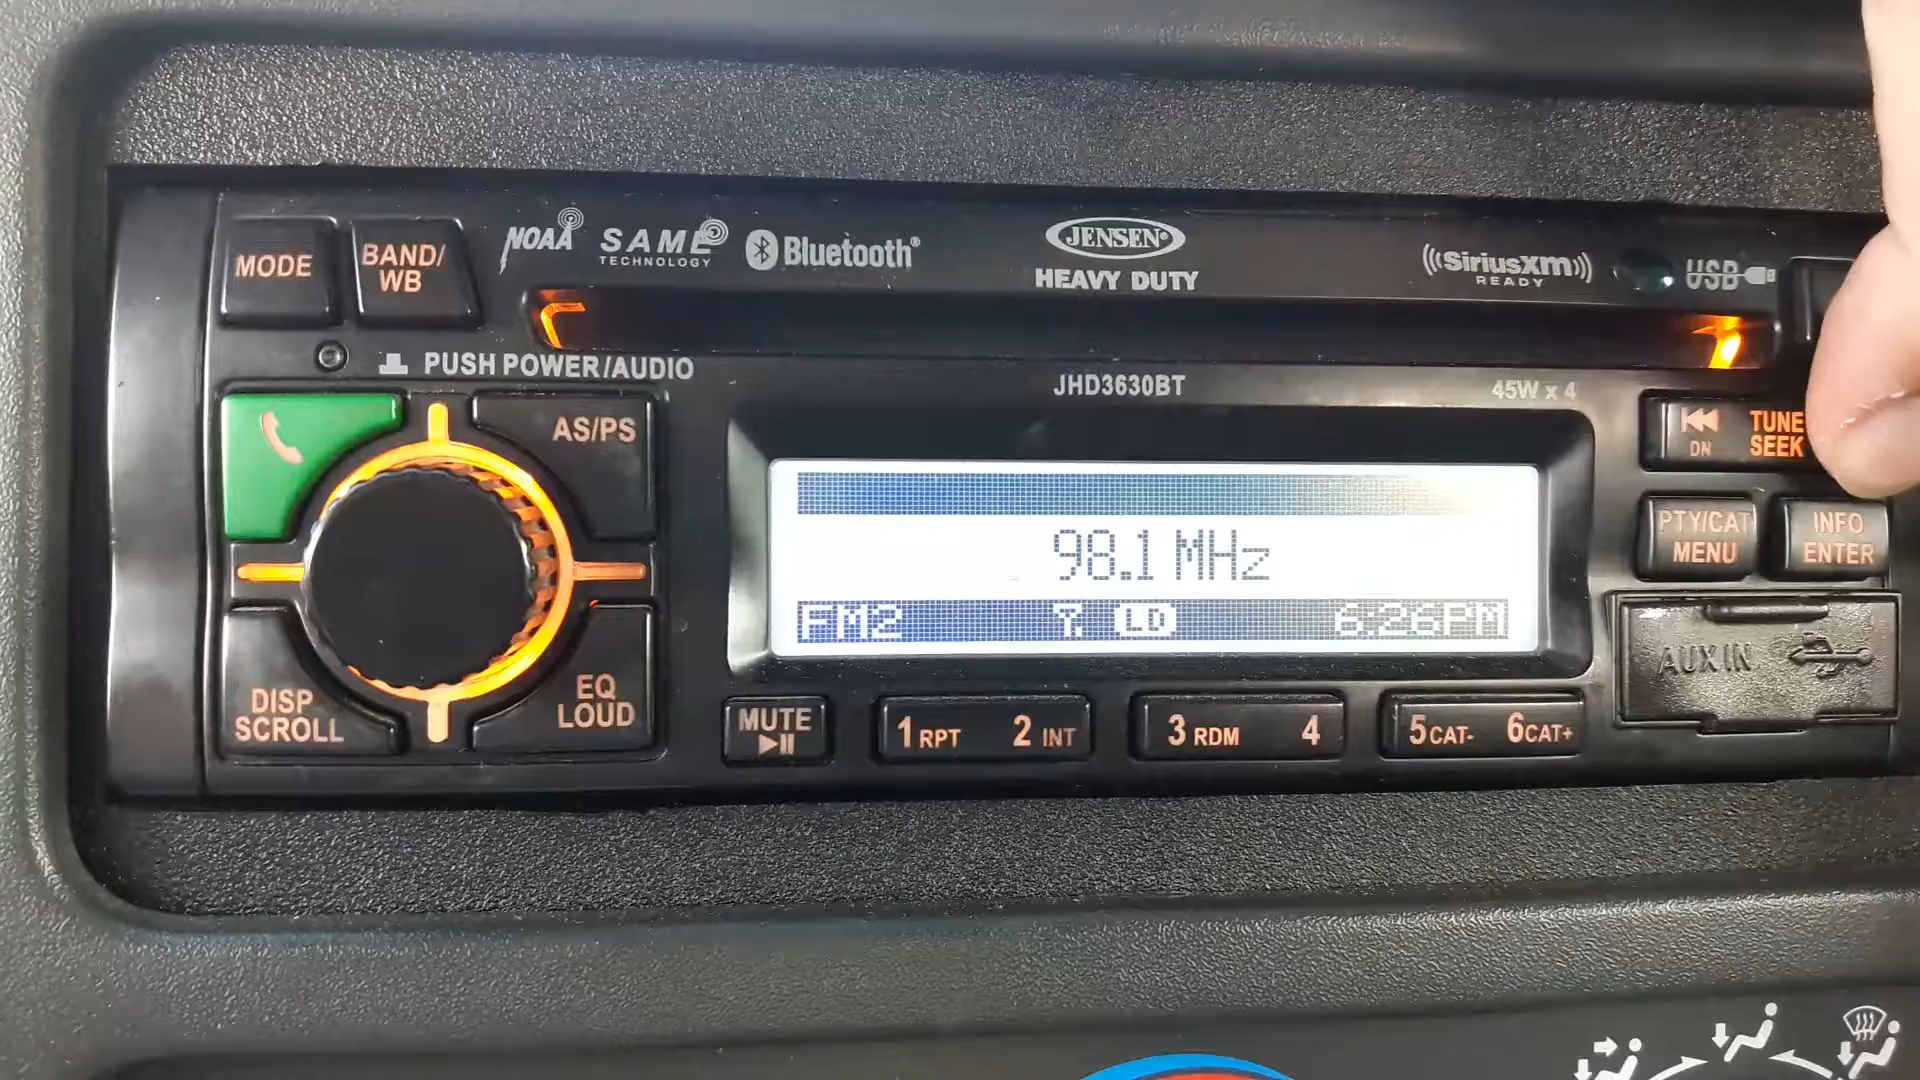 MODE
BAND/
WB
NOAA
SAME
TECHNOLOGY
Bluetooth®
JENSEN®
HEAVY DUTY
SiriusXM
READY
USB
PUSH POWER/AUDIO
JHD3630BT
45W x 4
AS/PS
DN
TUNE
SEEK
98.1 MHz
FM2
LD
6:26PM
PTY/CAT
MENU
INFO
ENTER
AUX IN
DISP
SCROLL
EQ
LOUD
MUTE
1 RPT
2 INT
3 RDM
4
5 CAT-
6 CAT+